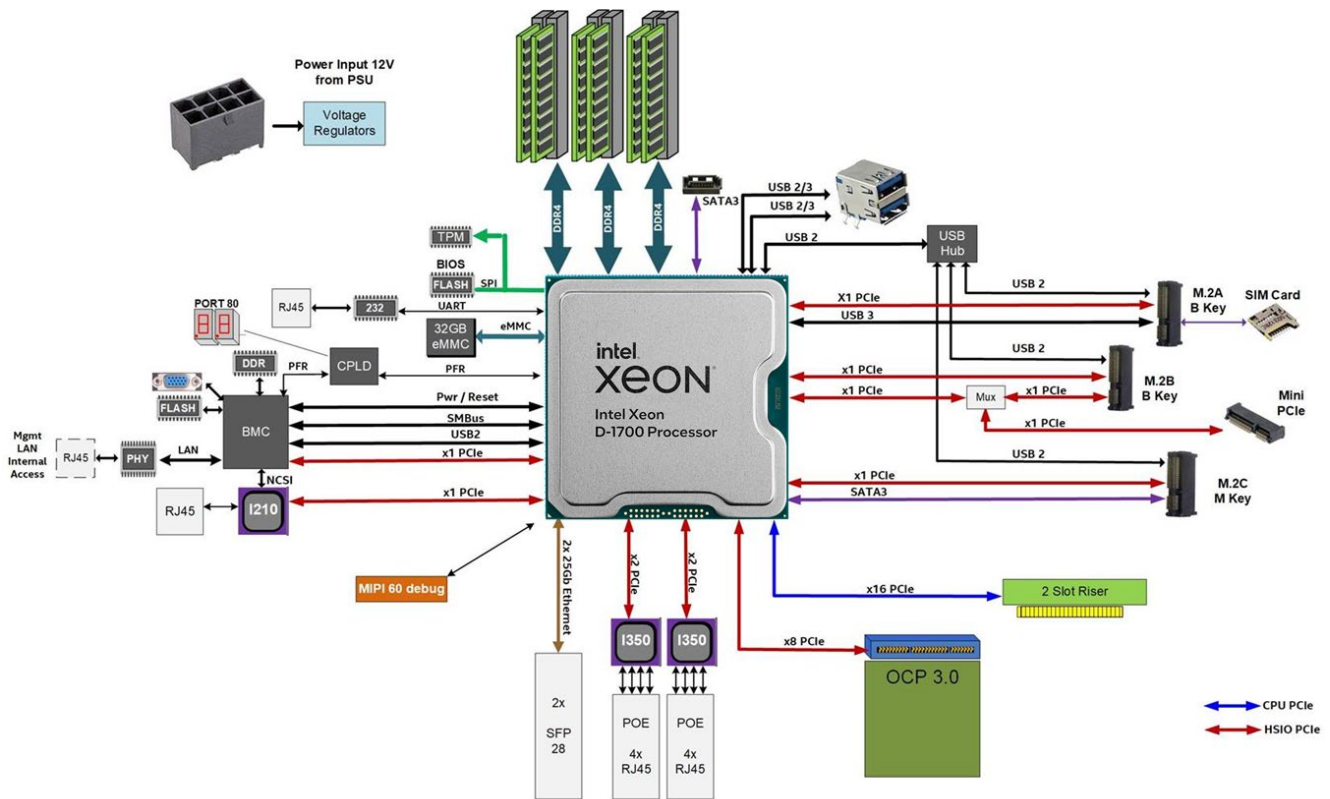 Power Input 12V
from PSU
Voltage
Regulators
DDR4
DDR4
DDR4
SATA3
USB 2/3
USB 2/3
USB 2
USB
Hub
TPM
BIOS
FLASH
SPI
RJ45
232
UART
PORT 80
32GB
eMMC
eMMC
CPLD
PFR
PFR
DDR
FLASH
BMC
Pwr / Reset
SMBus
USB2
x1 PCIe
Mgmt
LAN
Internal
Access
RJ45
PHY
LAN
NCSI
RJ45
I210
x1 PCIe
intel
XEON
Intel Xeon
D-1700 Processor
X1 PCIe
USB 3
USB 2
M.2A
B Key
SIM Card
USB 2
x1 PCIe
x1 PCIe
Mux
x1 PCIe
M.2B
B Key
x1 PCIe
Mini
PCIe
USB 2
x1 PCIe
SATA3
M.2C
M Key
MIPI 60 debug
2x 25Gb Ethernet
x2 PCIe
x2 PCIe
I350
I350
2x
SFP
28
POE
4x
RJ45
POE
4x
RJ45
x16 PCIe
2 Slot Riser
x8 PCIe
OCP 3.0
CPU PCIe
HSIO PCIe